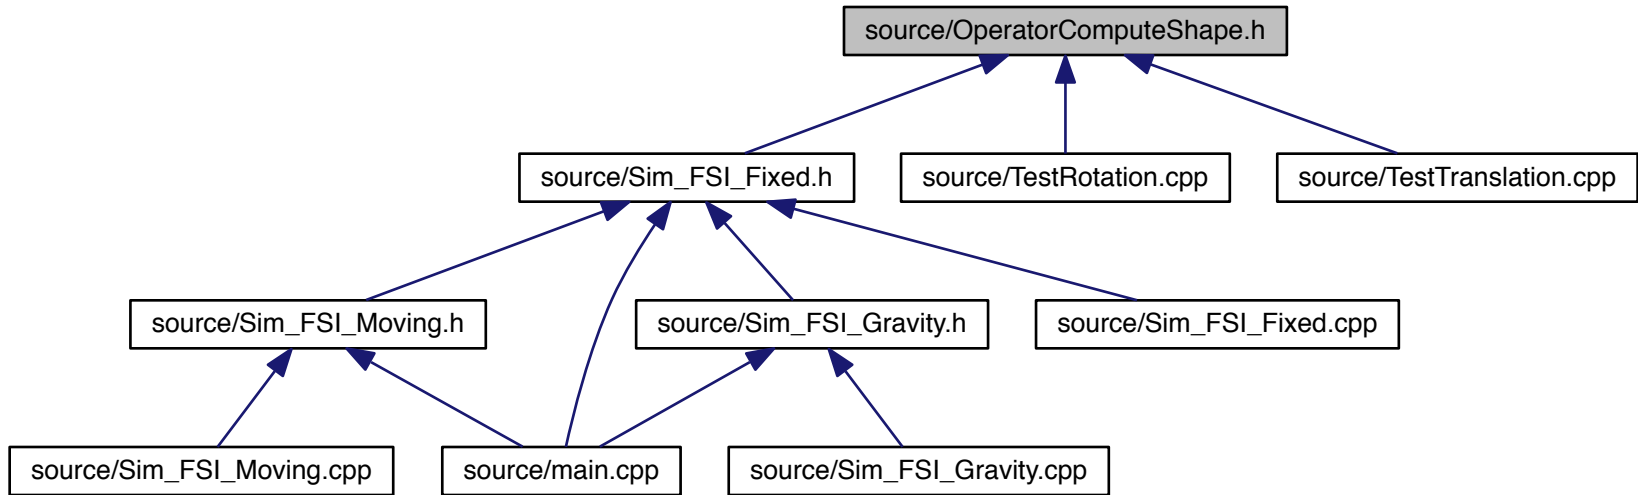 source/OperatorComputeShape.h
source/Sim_FSI_Fixed.h
source/TestRotation.cpp
source/TestTranslation.cpp
source/Sim_FSI_Moving.h
source/Sim_FSI_Gravity.h
source/Sim_FSI_Fixed.cpp
source/Sim_FSI_Moving.cpp
source/main.cpp
source/Sim_FSI_Gravity.cpp